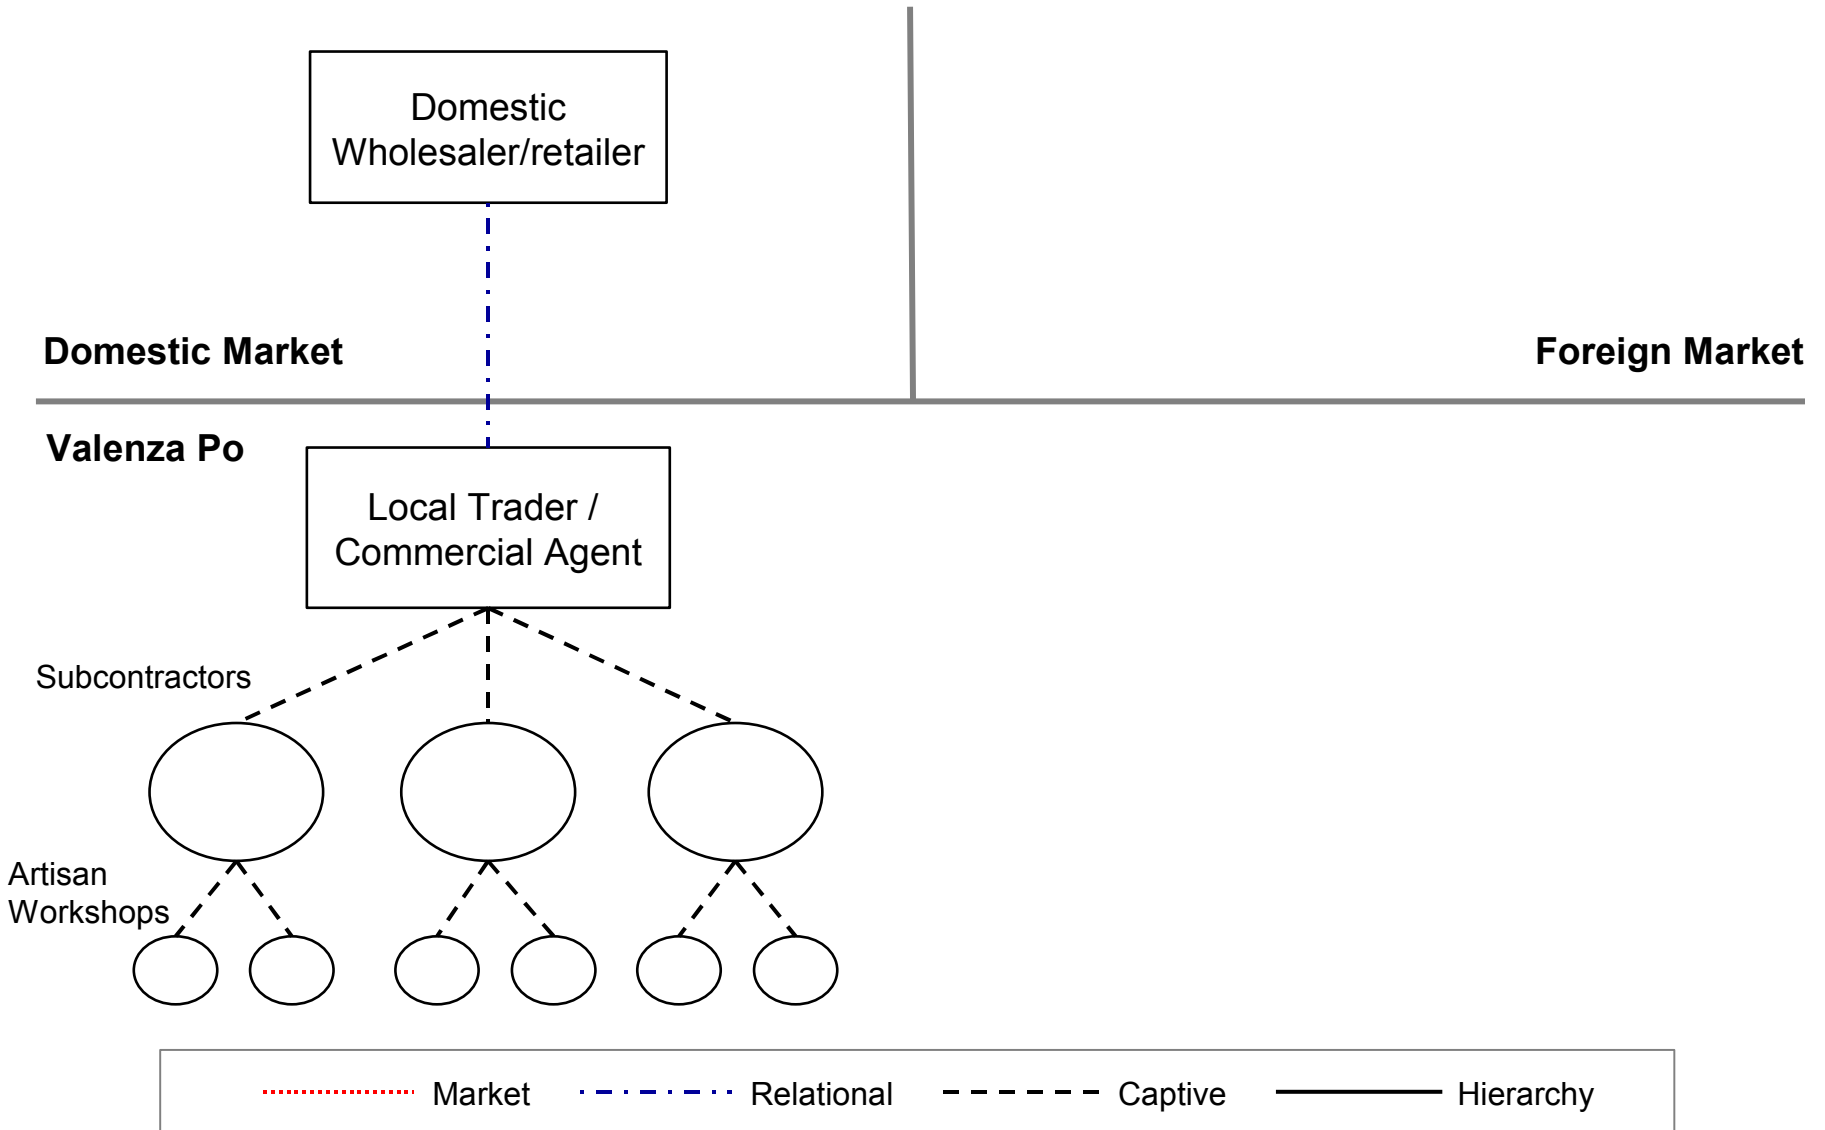 Domestic
Wholesaler/retailer
Domestic Market
Foreign Market
Valenza Po
Local Trader /
Commercial Agent
Subcontractors
Artisan
Workshops
Market
Relational
Captive
Hierarchy